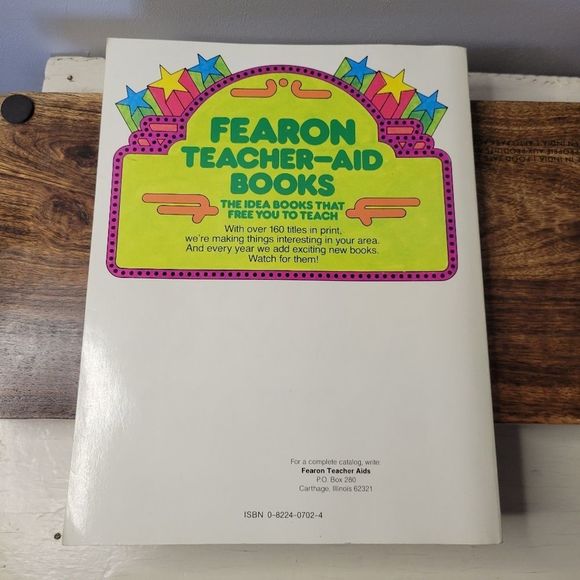 FEARON
TEACHER-AID
BOOKS
THE IDEA BOOKS THAT
FREE YOU TO TEACH
With over 160 titles in print,
we're making things interesting in your area.
And every year we add exciting new books.
Watch for them!
For a complete catalog, write:
Fearon Teacher Aids
P.O. Box 280
Carthage, Illinois 62321
ISBN 0-8224-0702-4